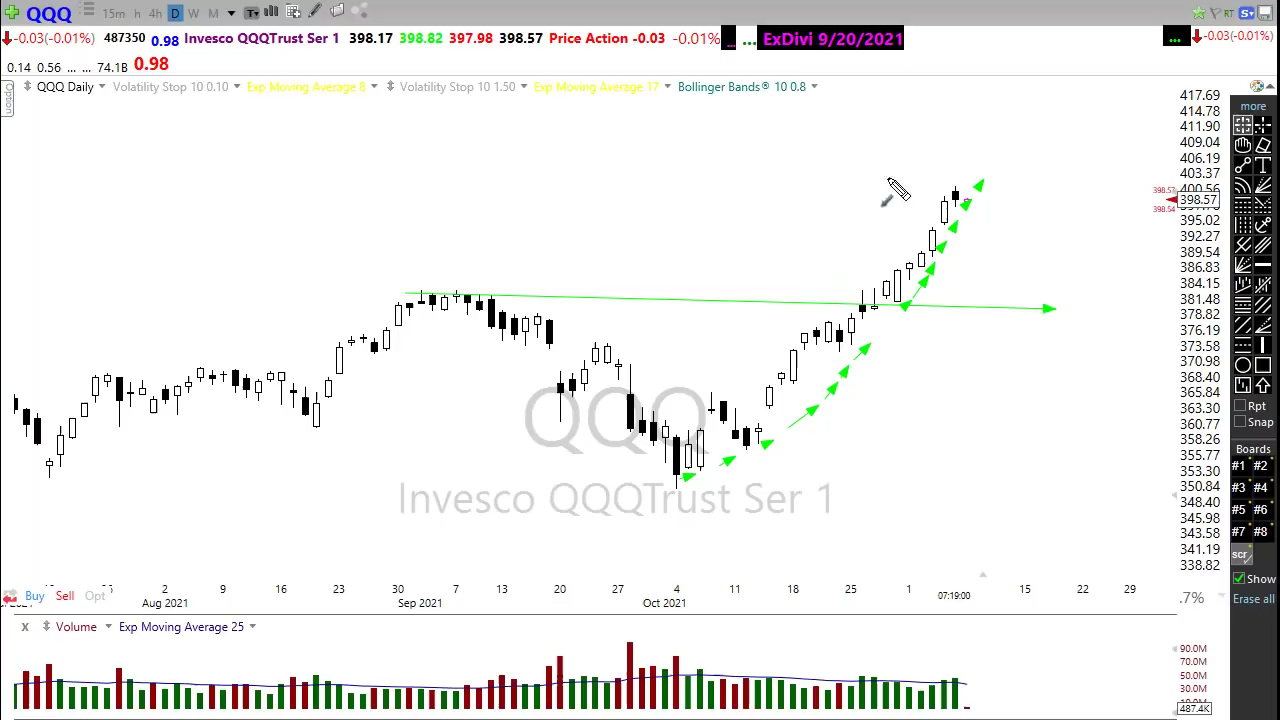 QQQ 15m h 4h D W M T RT S
-0.03(-0.01%) 487350 0.98 Invesco QQQTrust Ser 1 398.17 398.82 397.98 398.57 Price Action -0.03 -0.01% ... ... ExDivi 9/20/2021 ... -0.03(-0.01%)
0.14 0.56 ... ... 74.1B 0.98
Option
QQQ Daily Volatility Stop 10 0.10 Exp Moving Average 8 Volatility Stop 10 1.50 Exp Moving Average 17 Bollinger Bands® 10 0.8
417.69
414.78
411.90
409.04
406.19
403.37
400.56
398.57
398.57
398.54
395.02
392.27
389.54
386.83
384.15
381.48
378.82
376.19
373.58
370.98
368.40
365.84
363.30
360.77
358.26
355.77
353.30
350.84
348.40
345.98
343.58
341.19
338.82
more
T
Rpt
Snap
Boards
#1 #2
#3 #4
#5 #6
#7 #8
scr
Show
Erase all
QQQ
Invesco QQQTrust Ser 1
2 9 16 23 30 7 13 20 27 4 11 18 25 1 07:19:00 15 22 29
Aug 2021 Sep 2021 Oct 2021
Buy Sell Opt
.7%
X Volume Exp Moving Average 25
90.0M
70.0M
50.0M
30.0M
487.4K